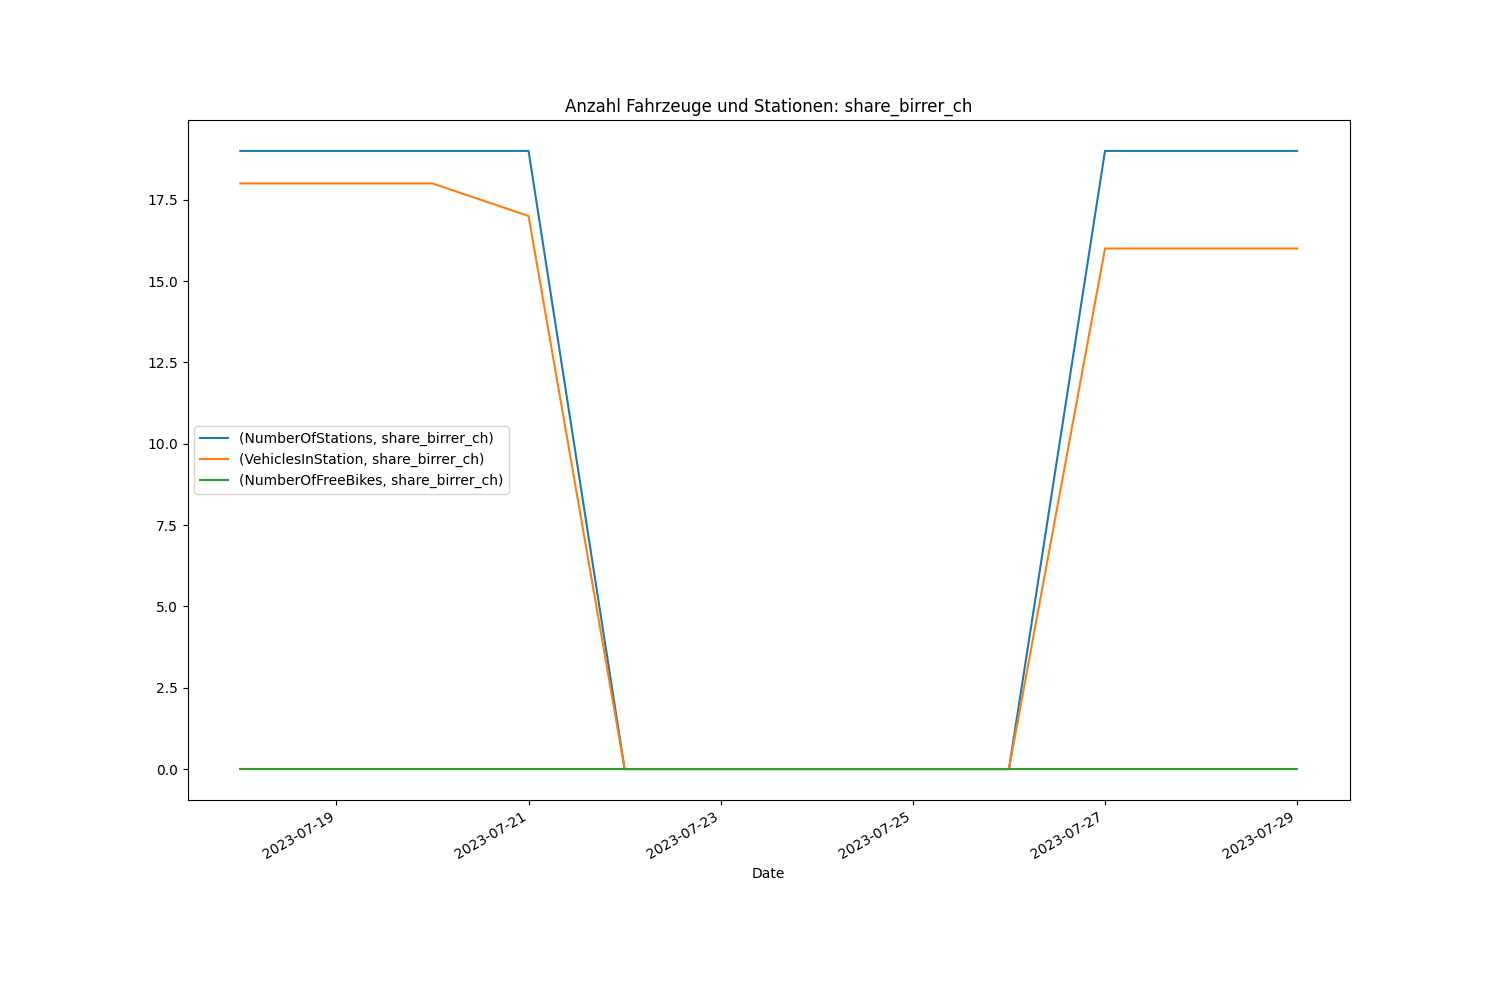 Anzahl Fahrzeuge und Stationen: share_birrer_ch
17.5
15.0
12.5
10.0
7.5
5.0
2.5
0.0
(NumberOfStations, share_birrer_ch)
(VehiclesInStation, share_birrer_ch)
(NumberOfFreeBikes, share_birrer_ch)
2023-07-19
2023-07-21
2023-07-23
2023-07-25
2023-07-27
2023-07-29
Date